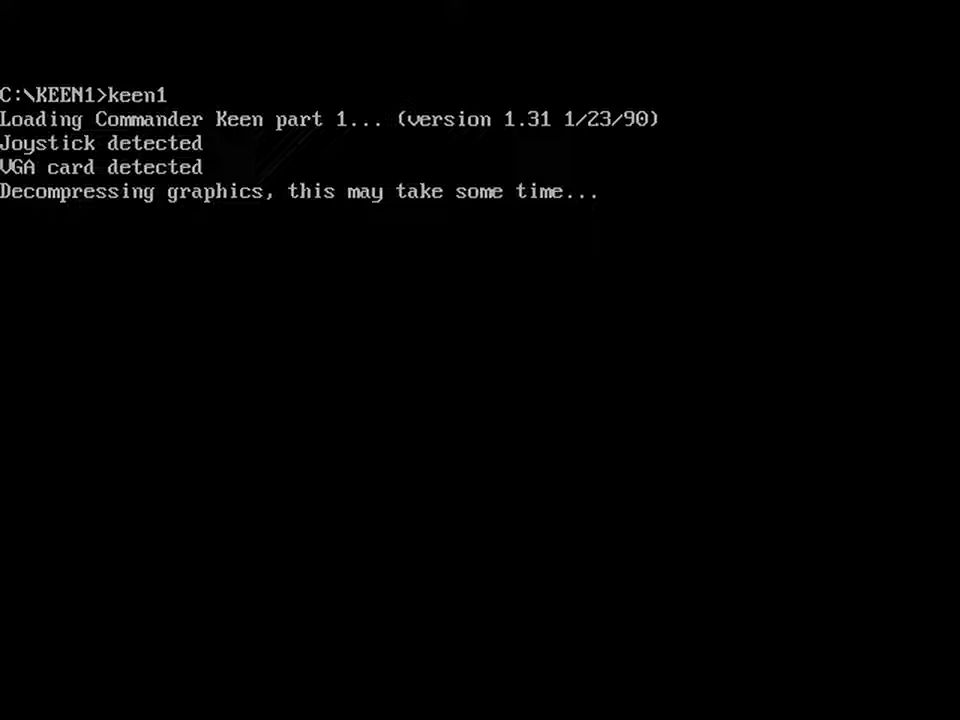 C:\KEEN1>keen1
Loading Commander Keen part 1... (version 1.31 1/23/90)
Joystick detected
VGA card detected
Decompressing graphics, this may take some time...